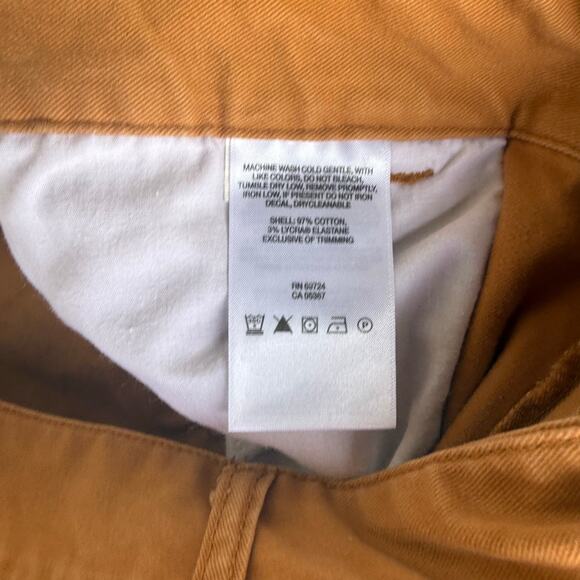 MACHINE WASH COLD GENTLE, WITH
LIKE COLORS, DO NOT BLEACH,
TUMBLE DRY LOW, REMOVE PROMPTLY,
IRON LOW, IF PRESENT DO NOT IRON
DECAL, DRYCLEANABLE
SHELL: 97% COTTON,
3% LYCRA® ELASTANE
EXCLUSIVE OF TRIMMING
RN 69724
CA 05367
P